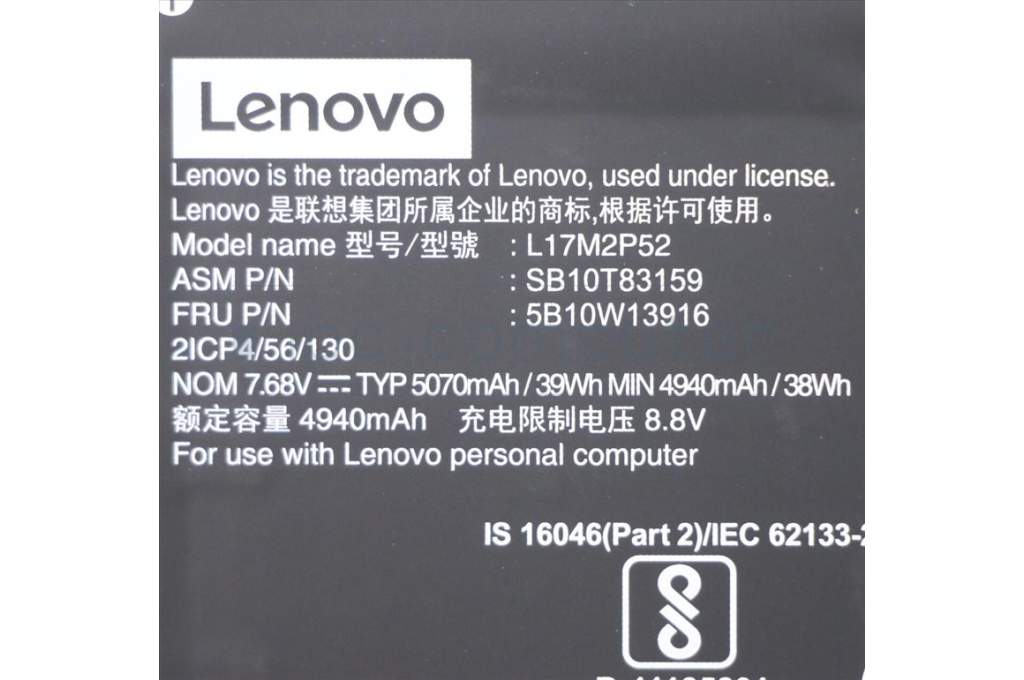 Lenovo
Lenovo is the trademark of Lenovo, used under license.
Lenovo 是联想集团所属企业的商标,根据许可使用。
Model name 型号/型號 : L17M2P52
ASM P/N : SB10T83159
FRU P/N : 5B10W13916
2ICP4/56/130
NOM 7.68V TYP 5070mAh / 39Wh MIN 4940mAh / 38Wh
额定容量 4940mAh 充电限制电压 8.8V
For use with Lenovo personal computer
IS 16046(Part 2)/IEC 62133-2